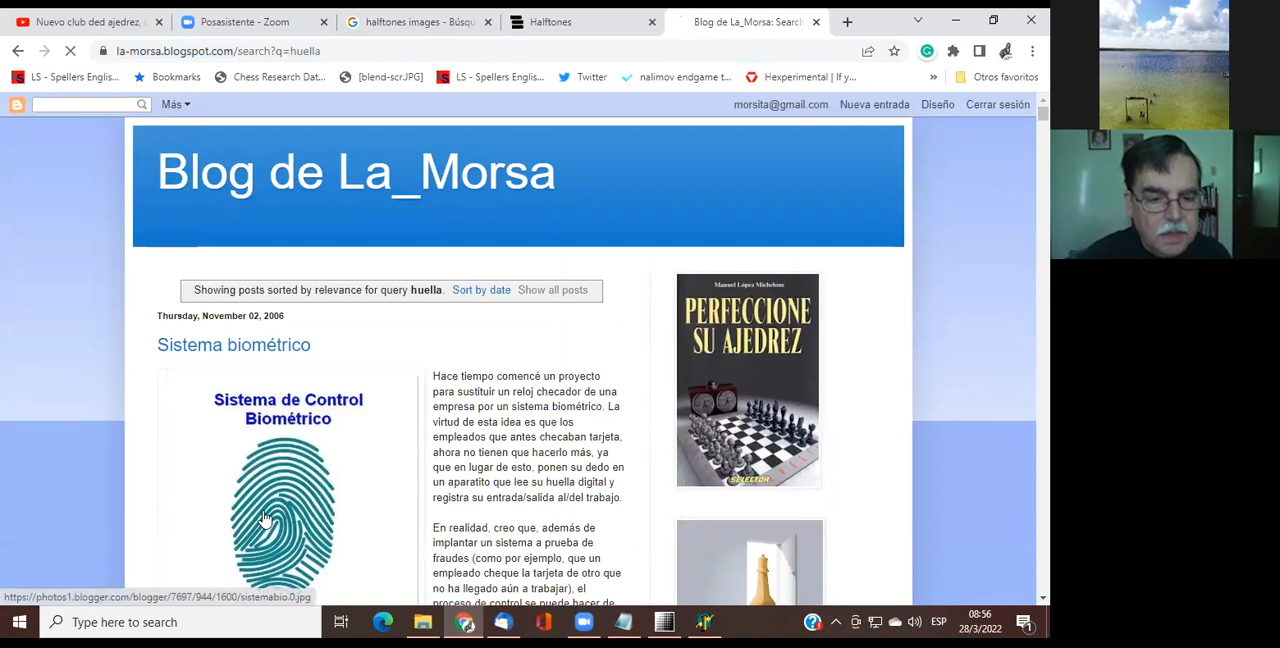 Nuevo club ded ajedrez,
Posasistente - Zoom
halftones images - Búsqu
Halftones
Blog de La_Morsa: Search
la-morsa.blogspot.com/search?q=huella
LS - Spellers Englis...
Bookmarks
Chess Research Dat...
[blend-scr.JPG]
LS - Spellers Englis...
Twitter
nalimov endgame t...
Hexperimental | If y...
»
Otros favoritos
Más
morsita@gmail.com
Nueva entrada
Diseño
Cerrar sesión
Blog de La_Morsa
Showing posts sorted by relevance for query huella. Sort by date Show all posts
Thursday, November 02, 2006
Sistema biométrico
Sistema de Control
Biométrico
Hace tiempo comencé un proyecto
para sustituir un reloj checador de una
empresa por un sistema biométrico. La
virtud de esta idea es que los
empleados que antes checaban tarjeta,
ahora no tienen que hacerlo más, ya
que en lugar de esto, ponen su dedo en
un aparatito que lee su huella digital y
registra su entrada/salida al/del trabajo.
En realidad, creo que, además de
implantar un sistema a prueba de
fraudes (como por ejemplo, que un
empleado cheque la tarjeta de otro que
no ha llegado aún a trabajar), el
proceso de control se puede hacer de
Manuel López Michelone
PERFECCIONE
SU AJEDREZ
SELECTOR
https://photos1.blogger.com/blogger/7697/944/1600/sistemabio.0.jpg
Type here to search
ESP
08:56
28/3/2022
1